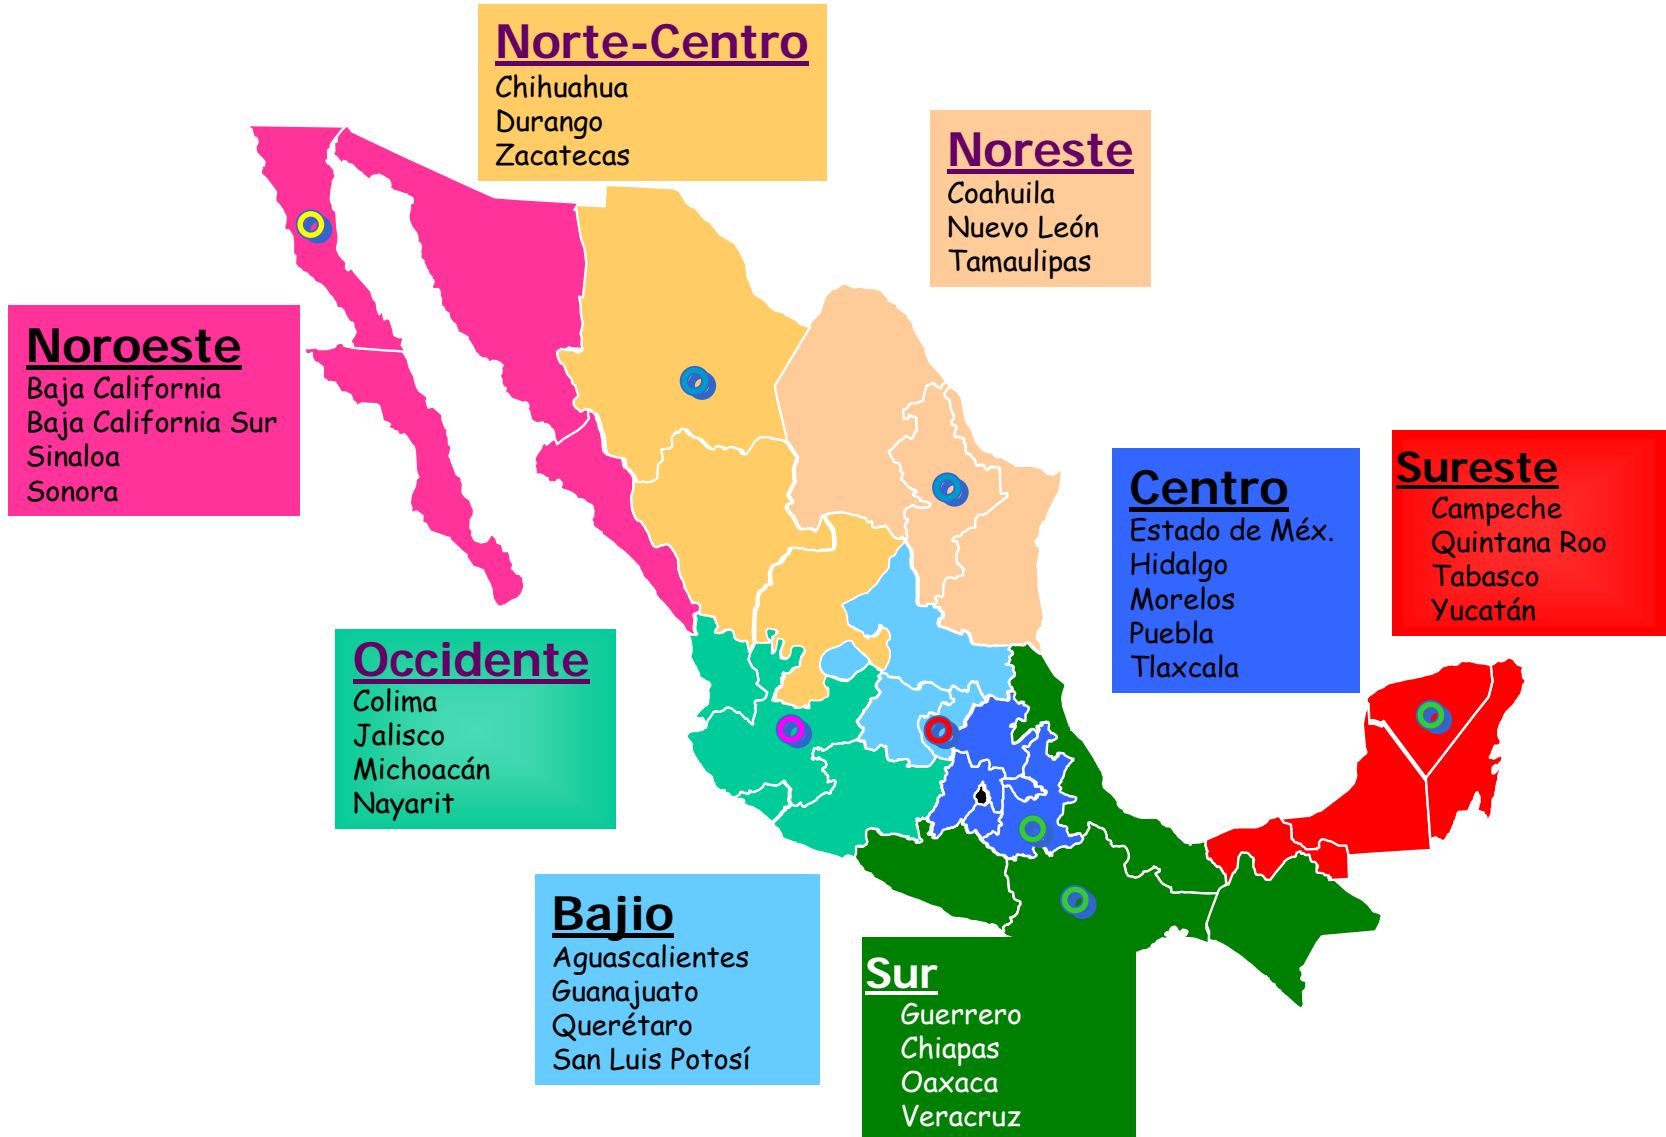 Norte-Centro
Chihuahua
Durango
Zacatecas
Noreste
Coahuila
Nuevo León
Tamaulipas
Noroeste
Baja California
Baja California Sur
Sinaloa
Sonora
Centro
Estado de Méx.
Hidalgo
Morelos
Puebla
Tlaxcala
Sureste
Campeche
Quintana Roo
Tabasco
Yucatán
Occidente
Colima
Jalisco
Michoacán
Nayarit
Bajio
Aguascalientes
Guanajuato
Querétaro
San Luis Potosí
Sur
Guerrero
Chiapas
Oaxaca
Veracruz